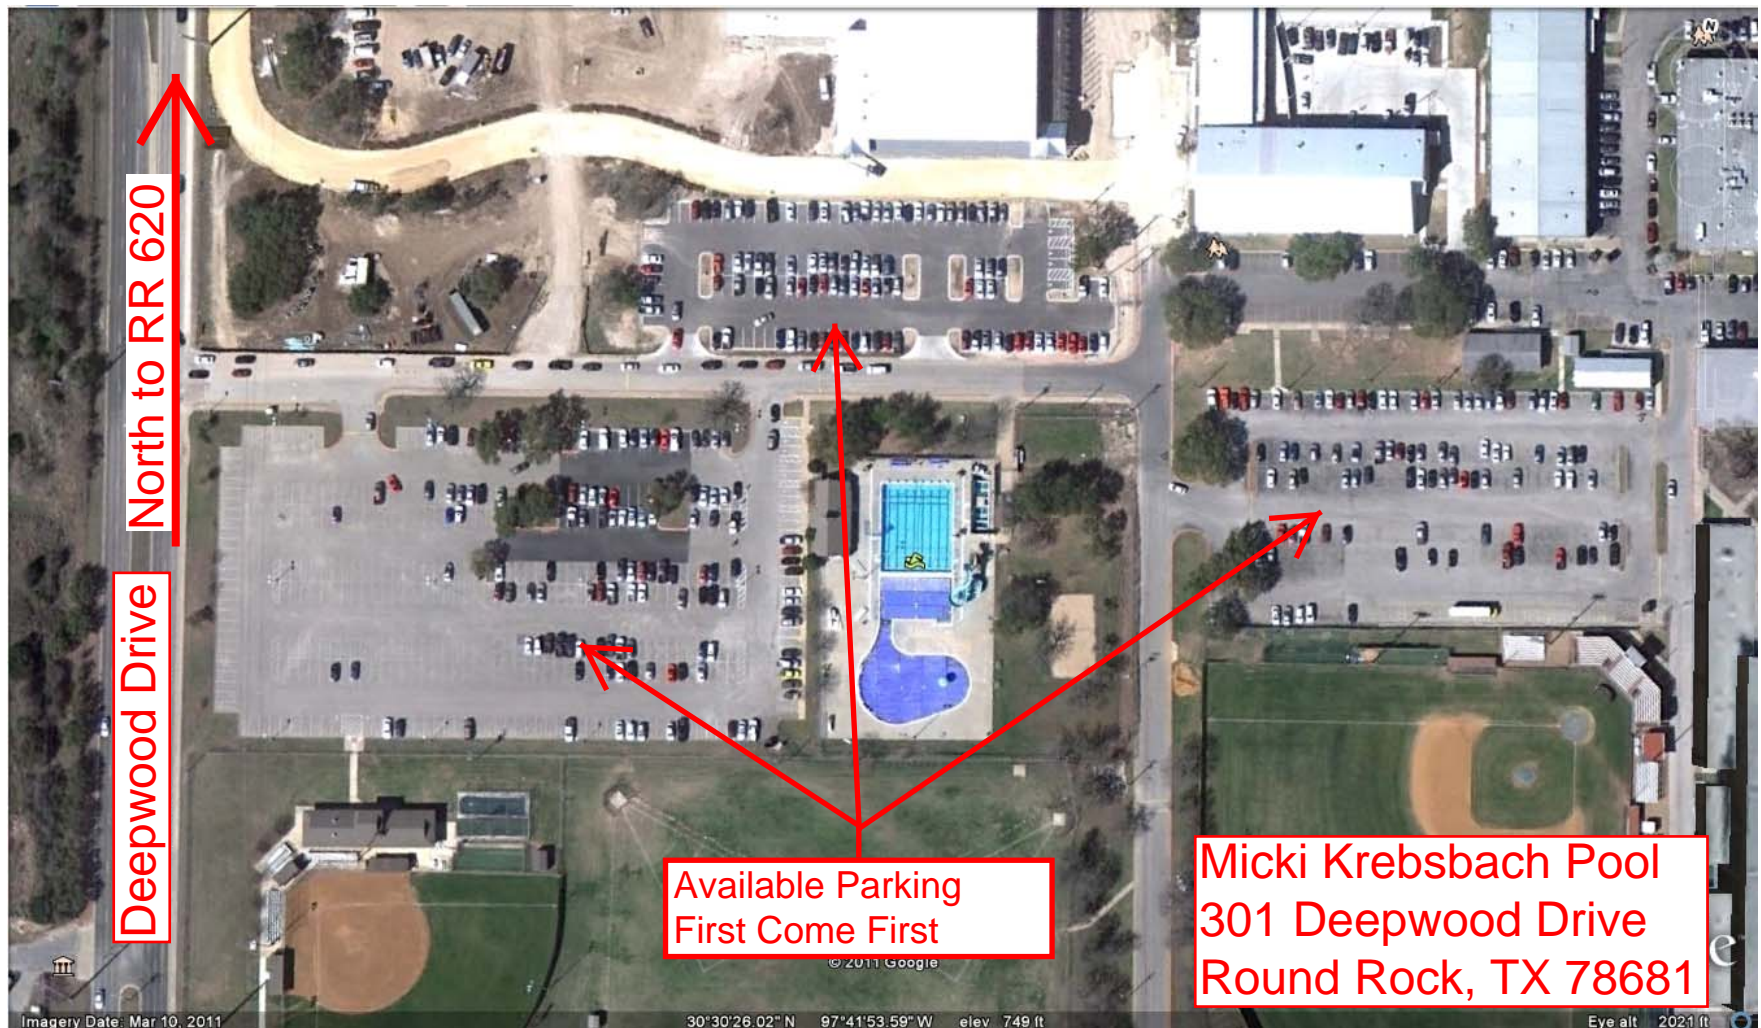 North to RR 620
Deepwood Drive
Available Parking
First Come First
Micki Krebsbach Pool
301 Deepwood Drive
Round Rock, TX 78681
N
e
© 2011 Google
Imagery Date: Mar 10, 2011
30°30'26.02" N 97°41'53.59" W elev 749 ft
Eye alt 2021 ft